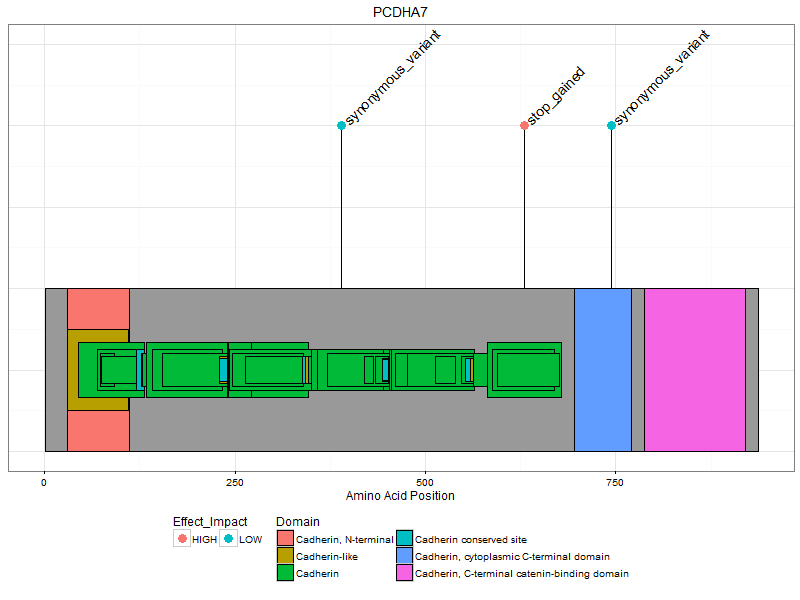 PCDHA7
synonymous_variant
stop_gained
synonymous_variant
0
250
500
750
Amino Acid Position
Effect_Impact
HIGH
LOW
Domain
Cadherin, N-terminal
Cadherin-like
Cadherin
Cadherin conserved site
Cadherin, cytoplasmic C-terminal domain
Cadherin, C-terminal catenin-binding domain